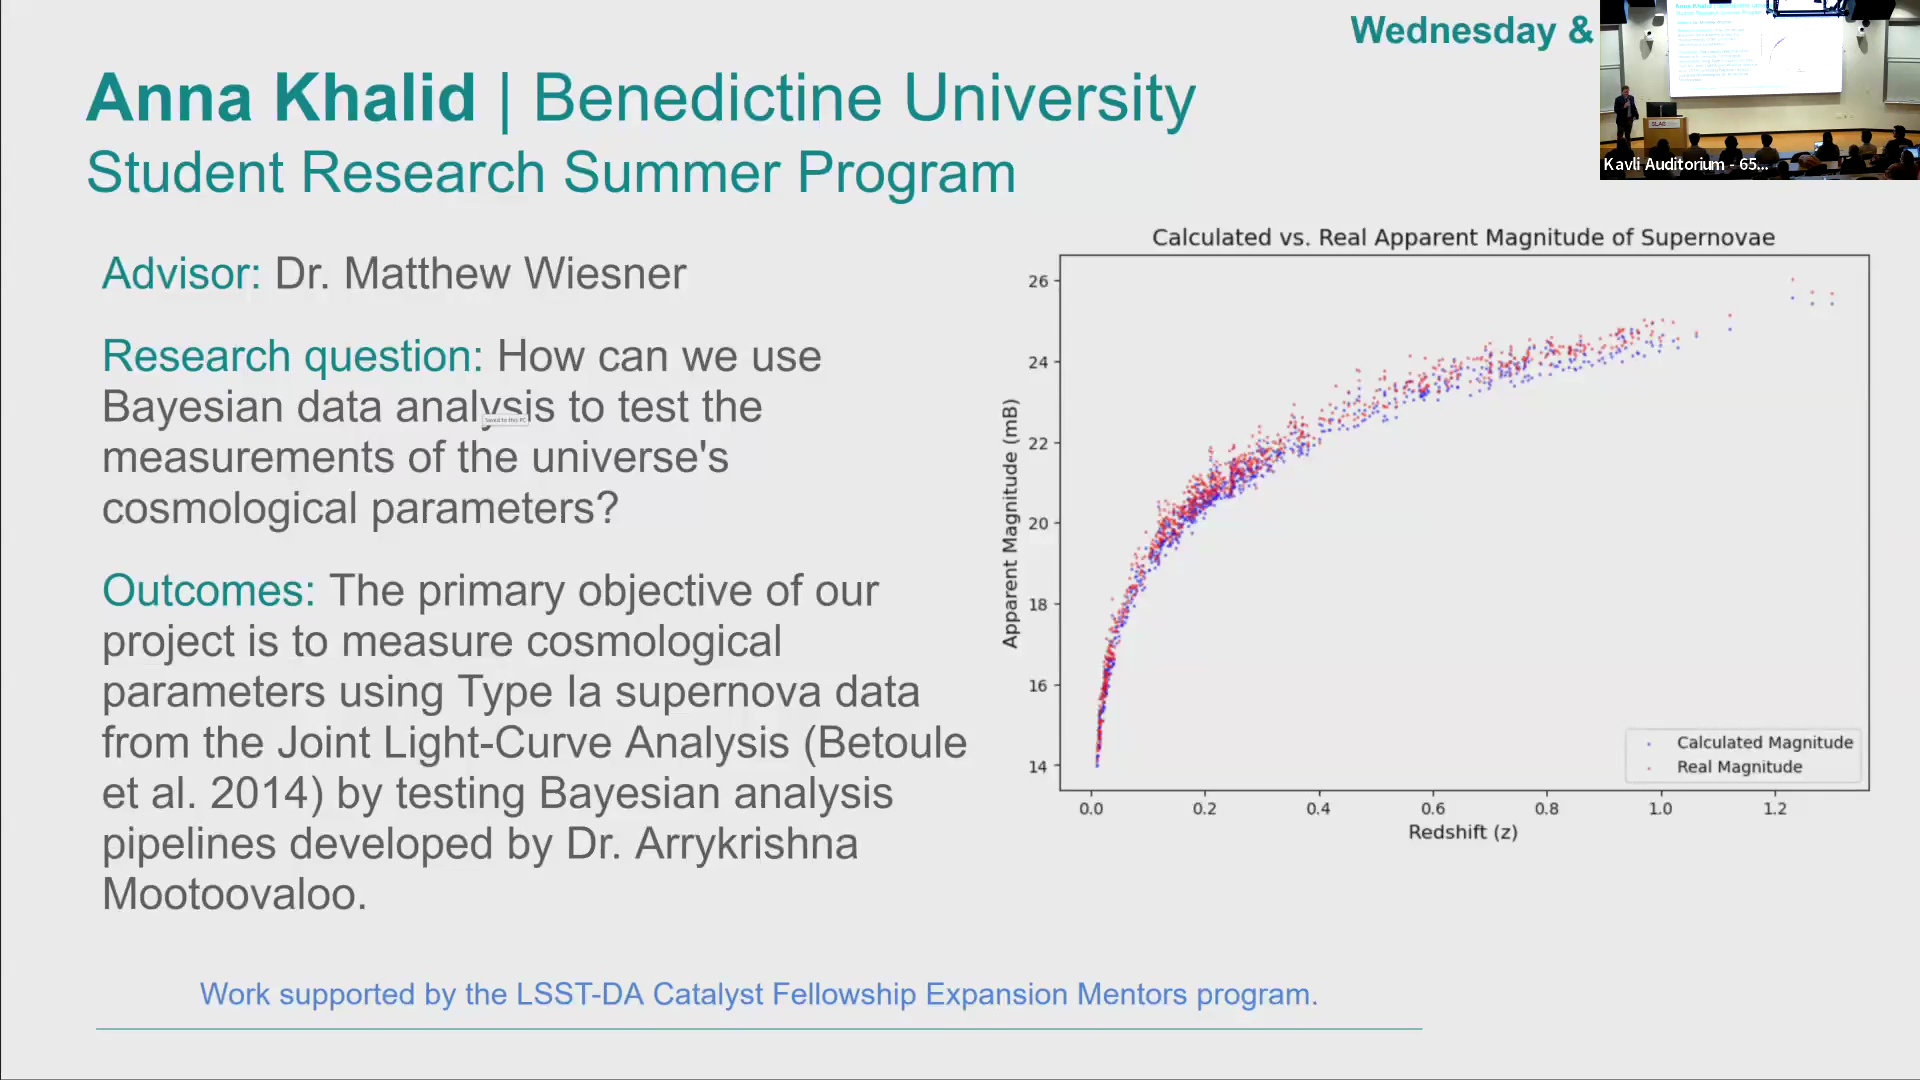 Wednesday &
Anna Khalid | Benedictine University
Student Research Summer Program
Kavli Auditorium - 65...
SLAC
Advisor: Dr. Matthew Wiesner
Research question: How can we use
Bayesian data analysis to test the
measurements of the universe's
cosmological parameters?
Outcomes: The primary objective of our
project is to measure cosmological
parameters using Type Ia supernova data
from the Joint Light-Curve Analysis (Betoule
et al. 2014) by testing Bayesian analysis
pipelines developed by Dr. Arrykrishna
Mootoovaloo.
Calculated vs. Real Apparent Magnitude of Supernovae
Apparent Magnitude (mB)
26
24
22
20
18
16
14
Calculated Magnitude
Real Magnitude
0.0 0.2 0.4 0.6 0.8 1.0 1.2
Redshift (z)
Work supported by the LSST-DA Catalyst Fellowship Expansion Mentors program.